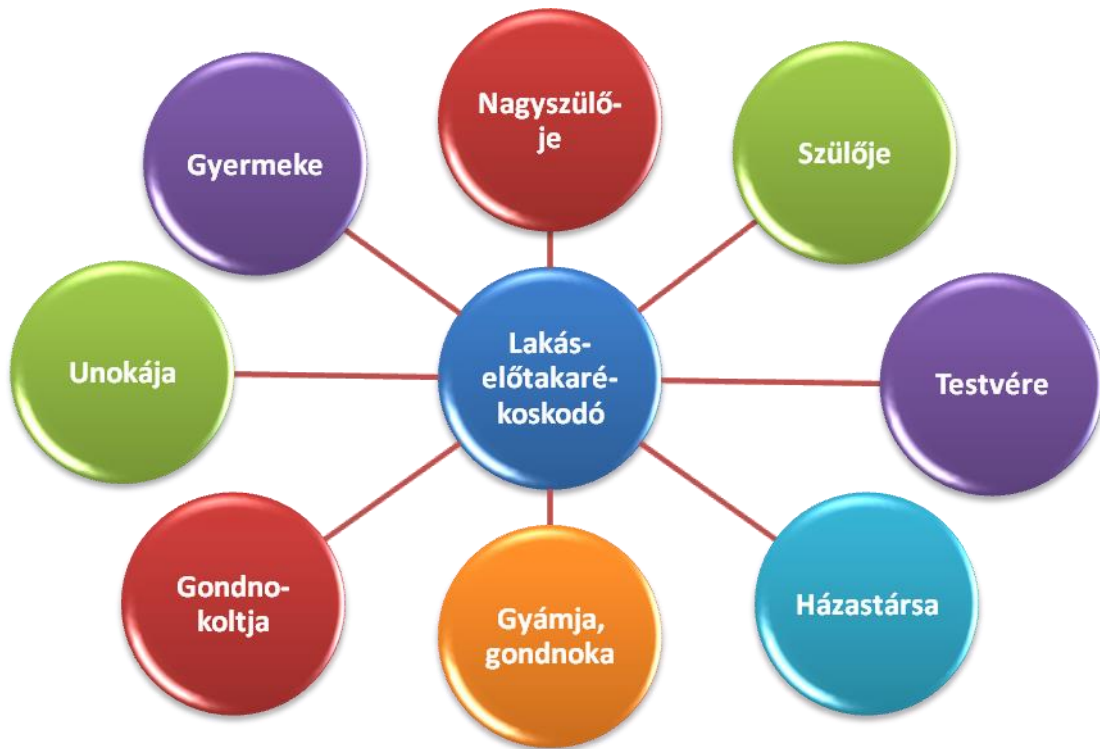 Nagyszülő-
je
Szülője
Gyermeke
Testvére
Lakás-
előtakaré-
koskodó
Unokája
Házastársa
Gyámja,
gondnoka
Gondno-
koltja